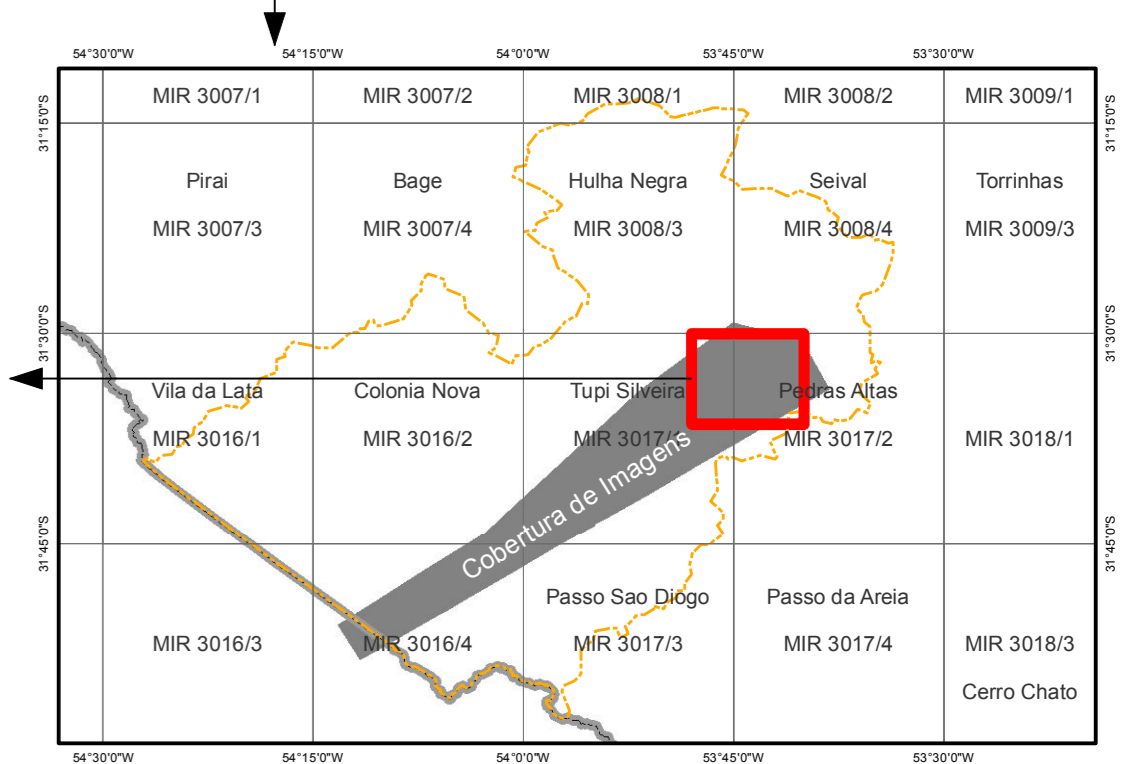 54°30'0"W
54°15'0"W
54°0'0"W
53°45'0"W
53°30'0"W
31°15'0"S
31°15'0"S
MIR 3007/1
MIR 3007/2
MIR 3008/1
MIR 3008/2
MIR 3009/1
Pirai
Bage
Hulha Negra
Seival
Torrinhas
MIR 3007/3
MIR 3007/4
MIR 3008/3
MIR 3008/4
MIR 3009/3
31°30'0"S
31°30'0"S
Vila da Lata
Colonia Nova
Tupi Silveira
Pedras Altas
MIR 3016/1
MIR 3016/2
MIR 3017/1
MIR 3017/2
MIR 3018/1
Cobertura de Imagens
31°45'0"S
31°45'0"S
Passo Sao Diogo
Passo da Areia
MIR 3016/3
MIR 3016/4
MIR 3017/3
MIR 3017/4
MIR 3018/3
Cerro Chato
54°30'0"W
54°15'0"W
54°0'0"W
53°45'0"W
53°30'0"W